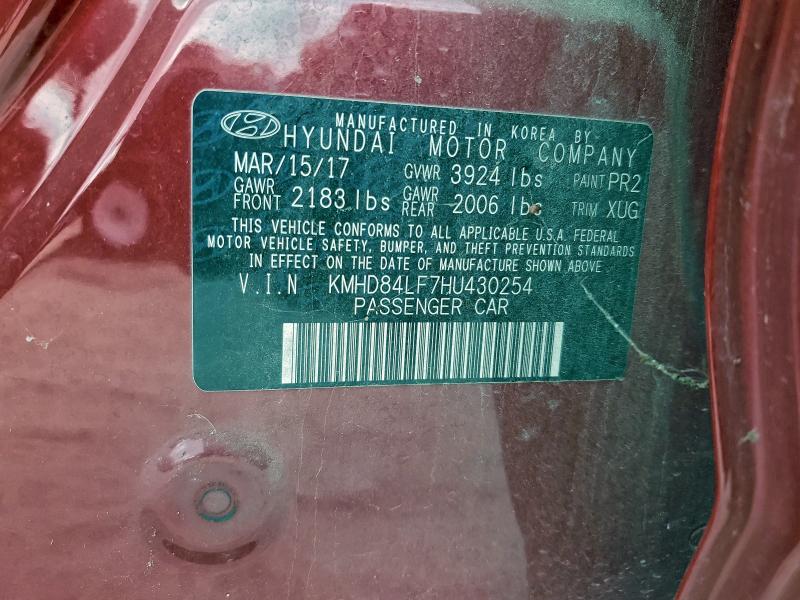 MANUFACTURED IN KOREA BY-
HYUNDAI MOTOR COMPANY
MAR/15/17 GVWR 3924 lbs PAINT PR2
GAWR FRONT 2183 lbs GAWR REAR 2006 lbs TRIM XUG
THIS VEHICLE CONFORMS TO ALL APPLICABLE U.S.A. FEDERAL
MOTOR VEHICLE SAFETY, BUMPER, AND THEFT PREVENTION STANDARDS
IN EFFECT ON THE DATE OF MANUFACTURE SHOWN ABOVE
V.I.N KMHD84LF7HU430254
PASSENGER CAR